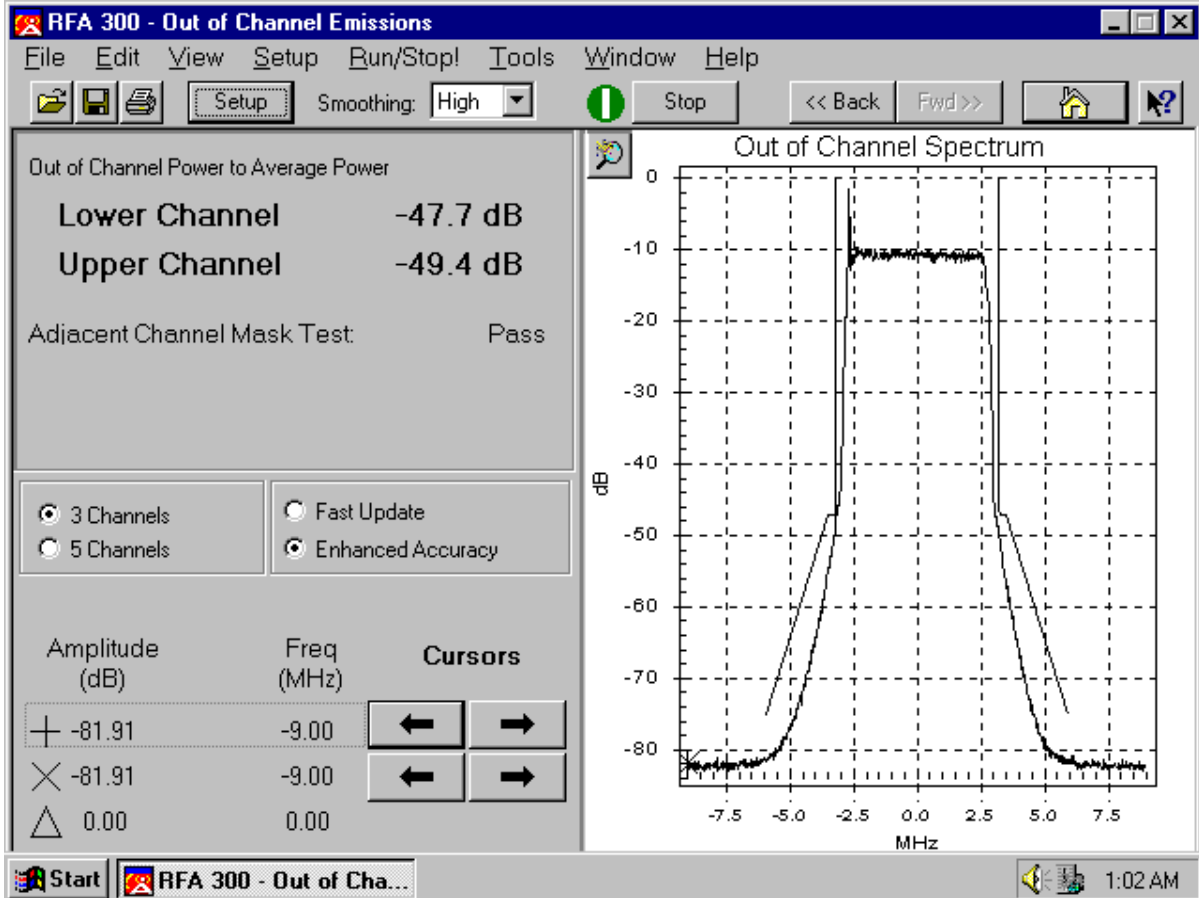 RFA 300 - Out of Channel Emissions
File Edit View Setup Run/Stop! Tools Window Help
Setup Smoothing: High Stop << Back Fwd >> ?
Out of Channel Power to Average Power
Lower Channel -47.7 dB
Upper Channel -49.4 dB
Adjacent Channel Mask Test: Pass
3 Channels
5 Channels
Fast Update
Enhanced Accuracy
Amplitude (dB) Freq (MHz) Cursors
-81.91 -9.00
-81.91 -9.00
0.00 0.00
Out of Channel Spectrum
0
-10
-20
-30
-40
dB
-50
-60
-70
-80
-7.5 -5.0 -2.5 0.0 2.5 5.0 7.5
MHz
Start RFA 300 - Out of Cha... 1:02 AM